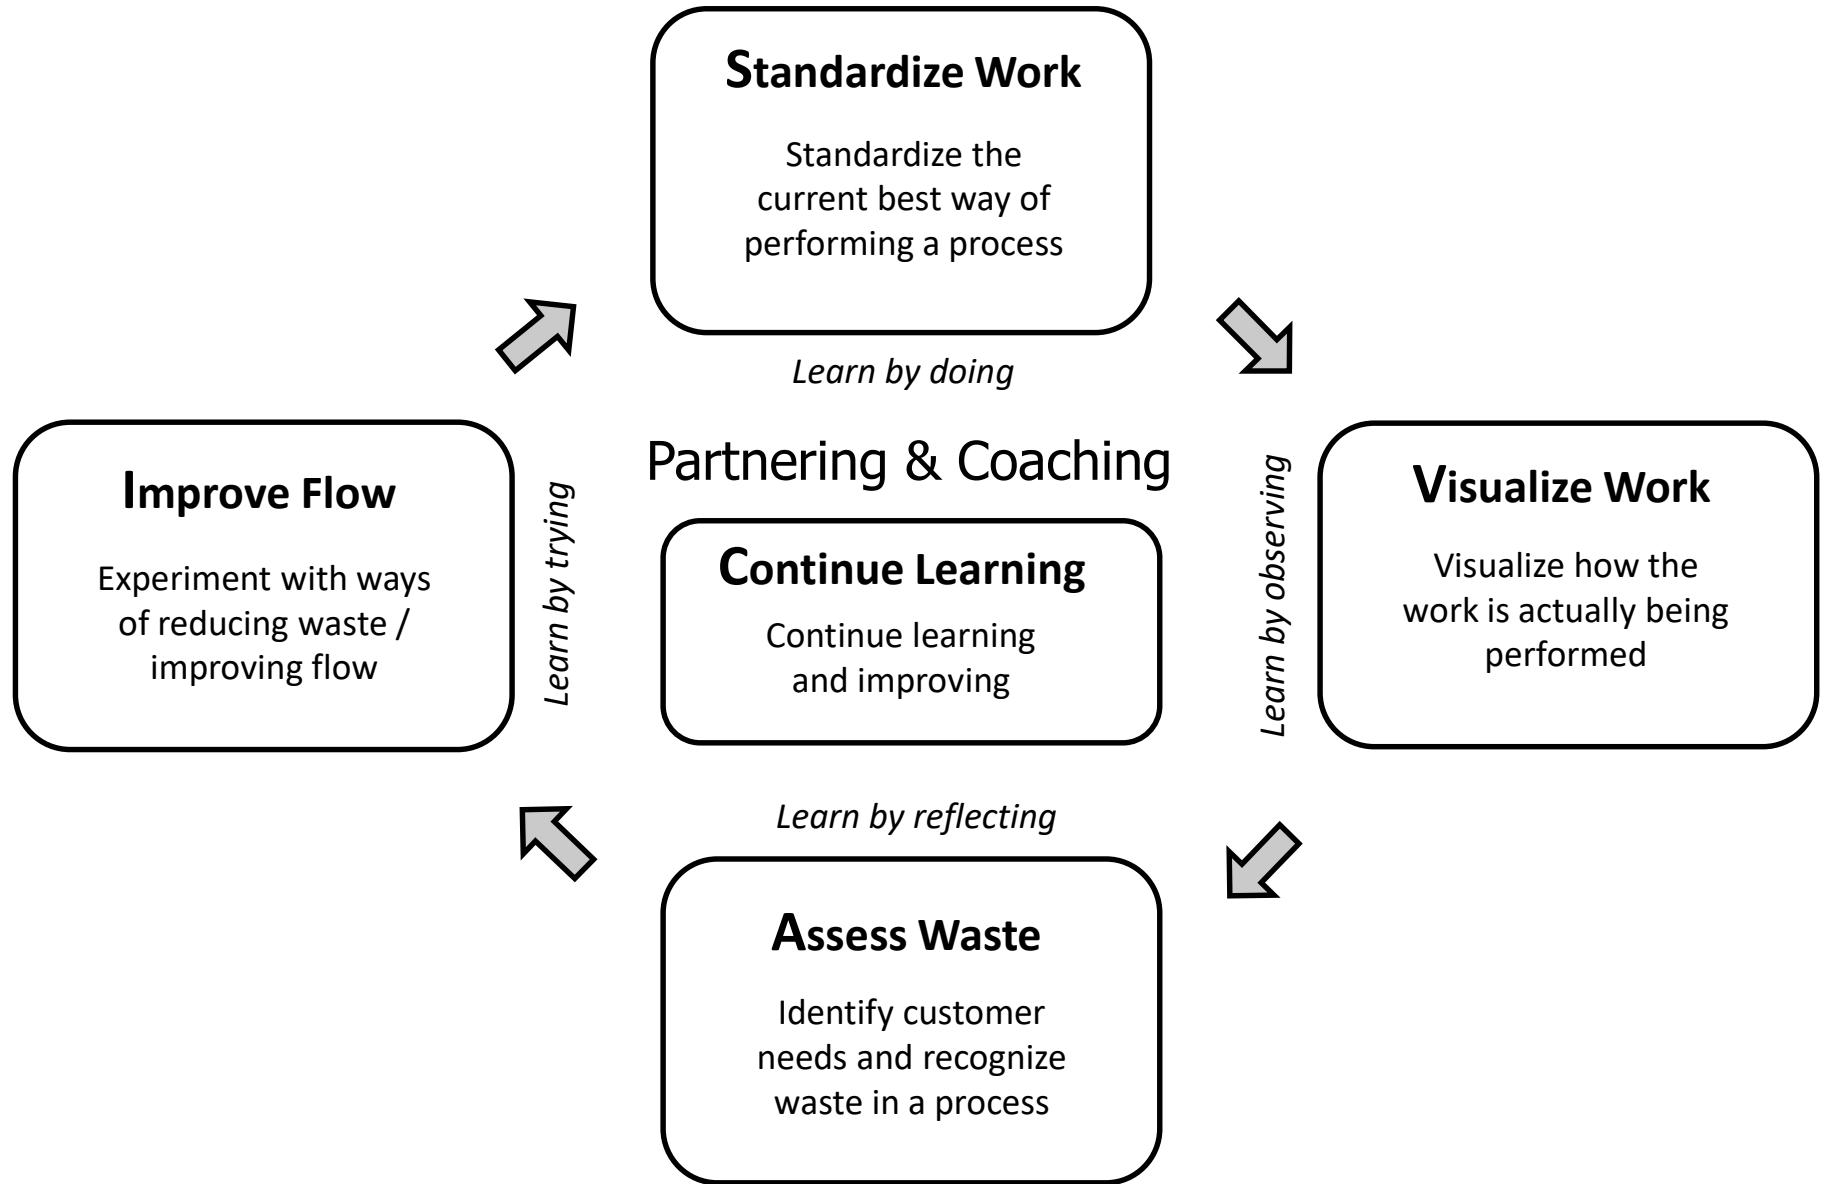 Standardize Work
Standardize the
current best way of
performing a process
Learn by doing
Partnering & Coaching
Improve Flow
Experiment with ways
of reducing waste /
improving flow
Learn by trying
Continue Learning
Continue learning
and improving
Learn by observing
Visualize Work
Visualize how the
work is actually being
performed
Learn by reflecting
Assess Waste
Identify customer
needs and recognize
waste in a process